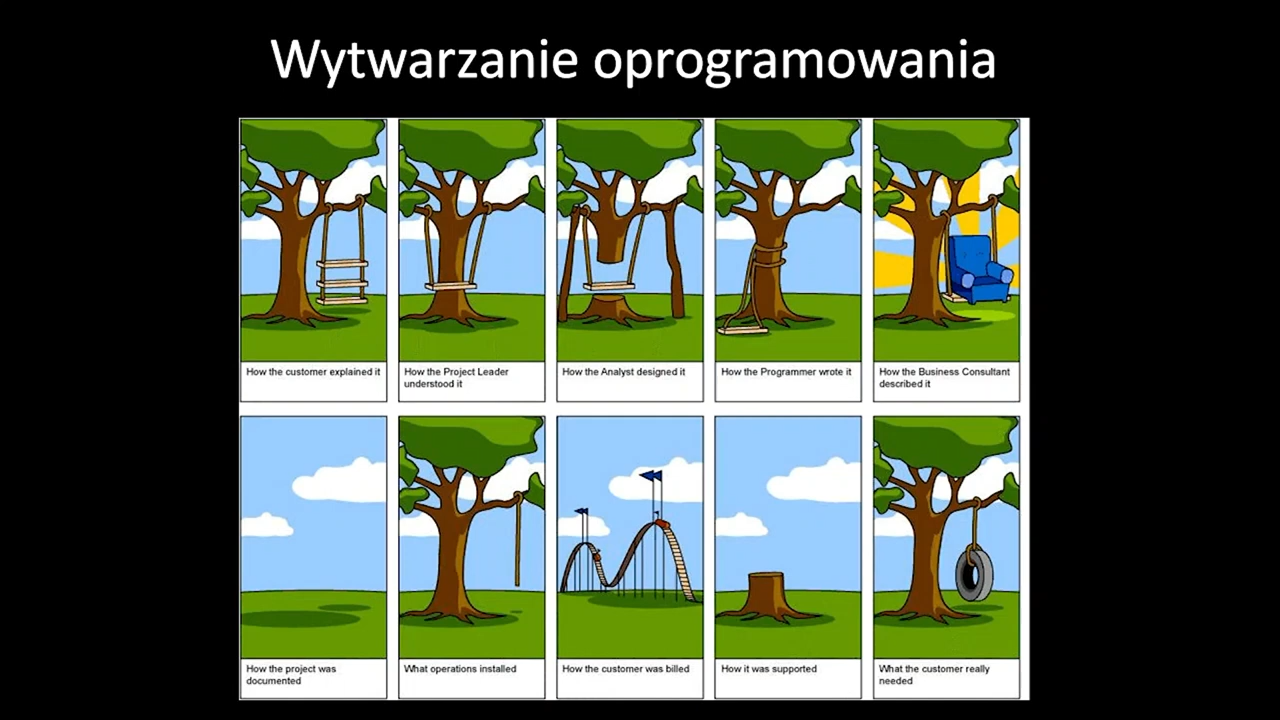 Wytwarzanie oprogramowania
How the customer explained it
How the Project Leader
understood it
How the Analyst designed it
How the Programmer wrote it
How the Business Consultant
described it
How the project was
documented
What operations installed
How the customer was billed
How it was supported
What the customer really
needed